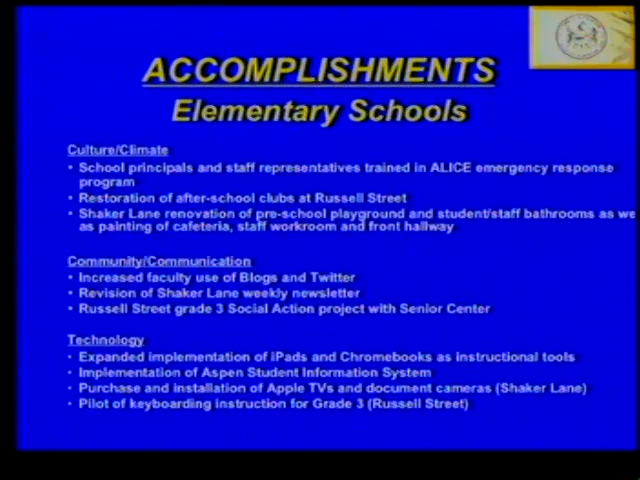 ACCOMPLISHMENTS
Elementary Schools
Culture/Climate
• School principals and staff representatives trained in ALICE emergency response
program
• Restoration of after-school clubs at Russell Street
• Shaker Lane renovation of pre-school playground and student/staff bathrooms as we
as painting of cafeteria, staff workroom and front hallway
Community/Communication
• Increased faculty use of Blogs and Twitter
• Revision of Shaker Lane weekly newsletter
• Russell Street grade 3 Social Action project with Senior Center
Technology
• Expanded implementation of iPads and Chromebooks as instructional tools
• Implementation of Aspen Student Information System
• Purchase and installation of Apple TVs and document cameras (Shaker Lane)
• Pilot of keyboarding instruction for Grade 3 (Russell Street)